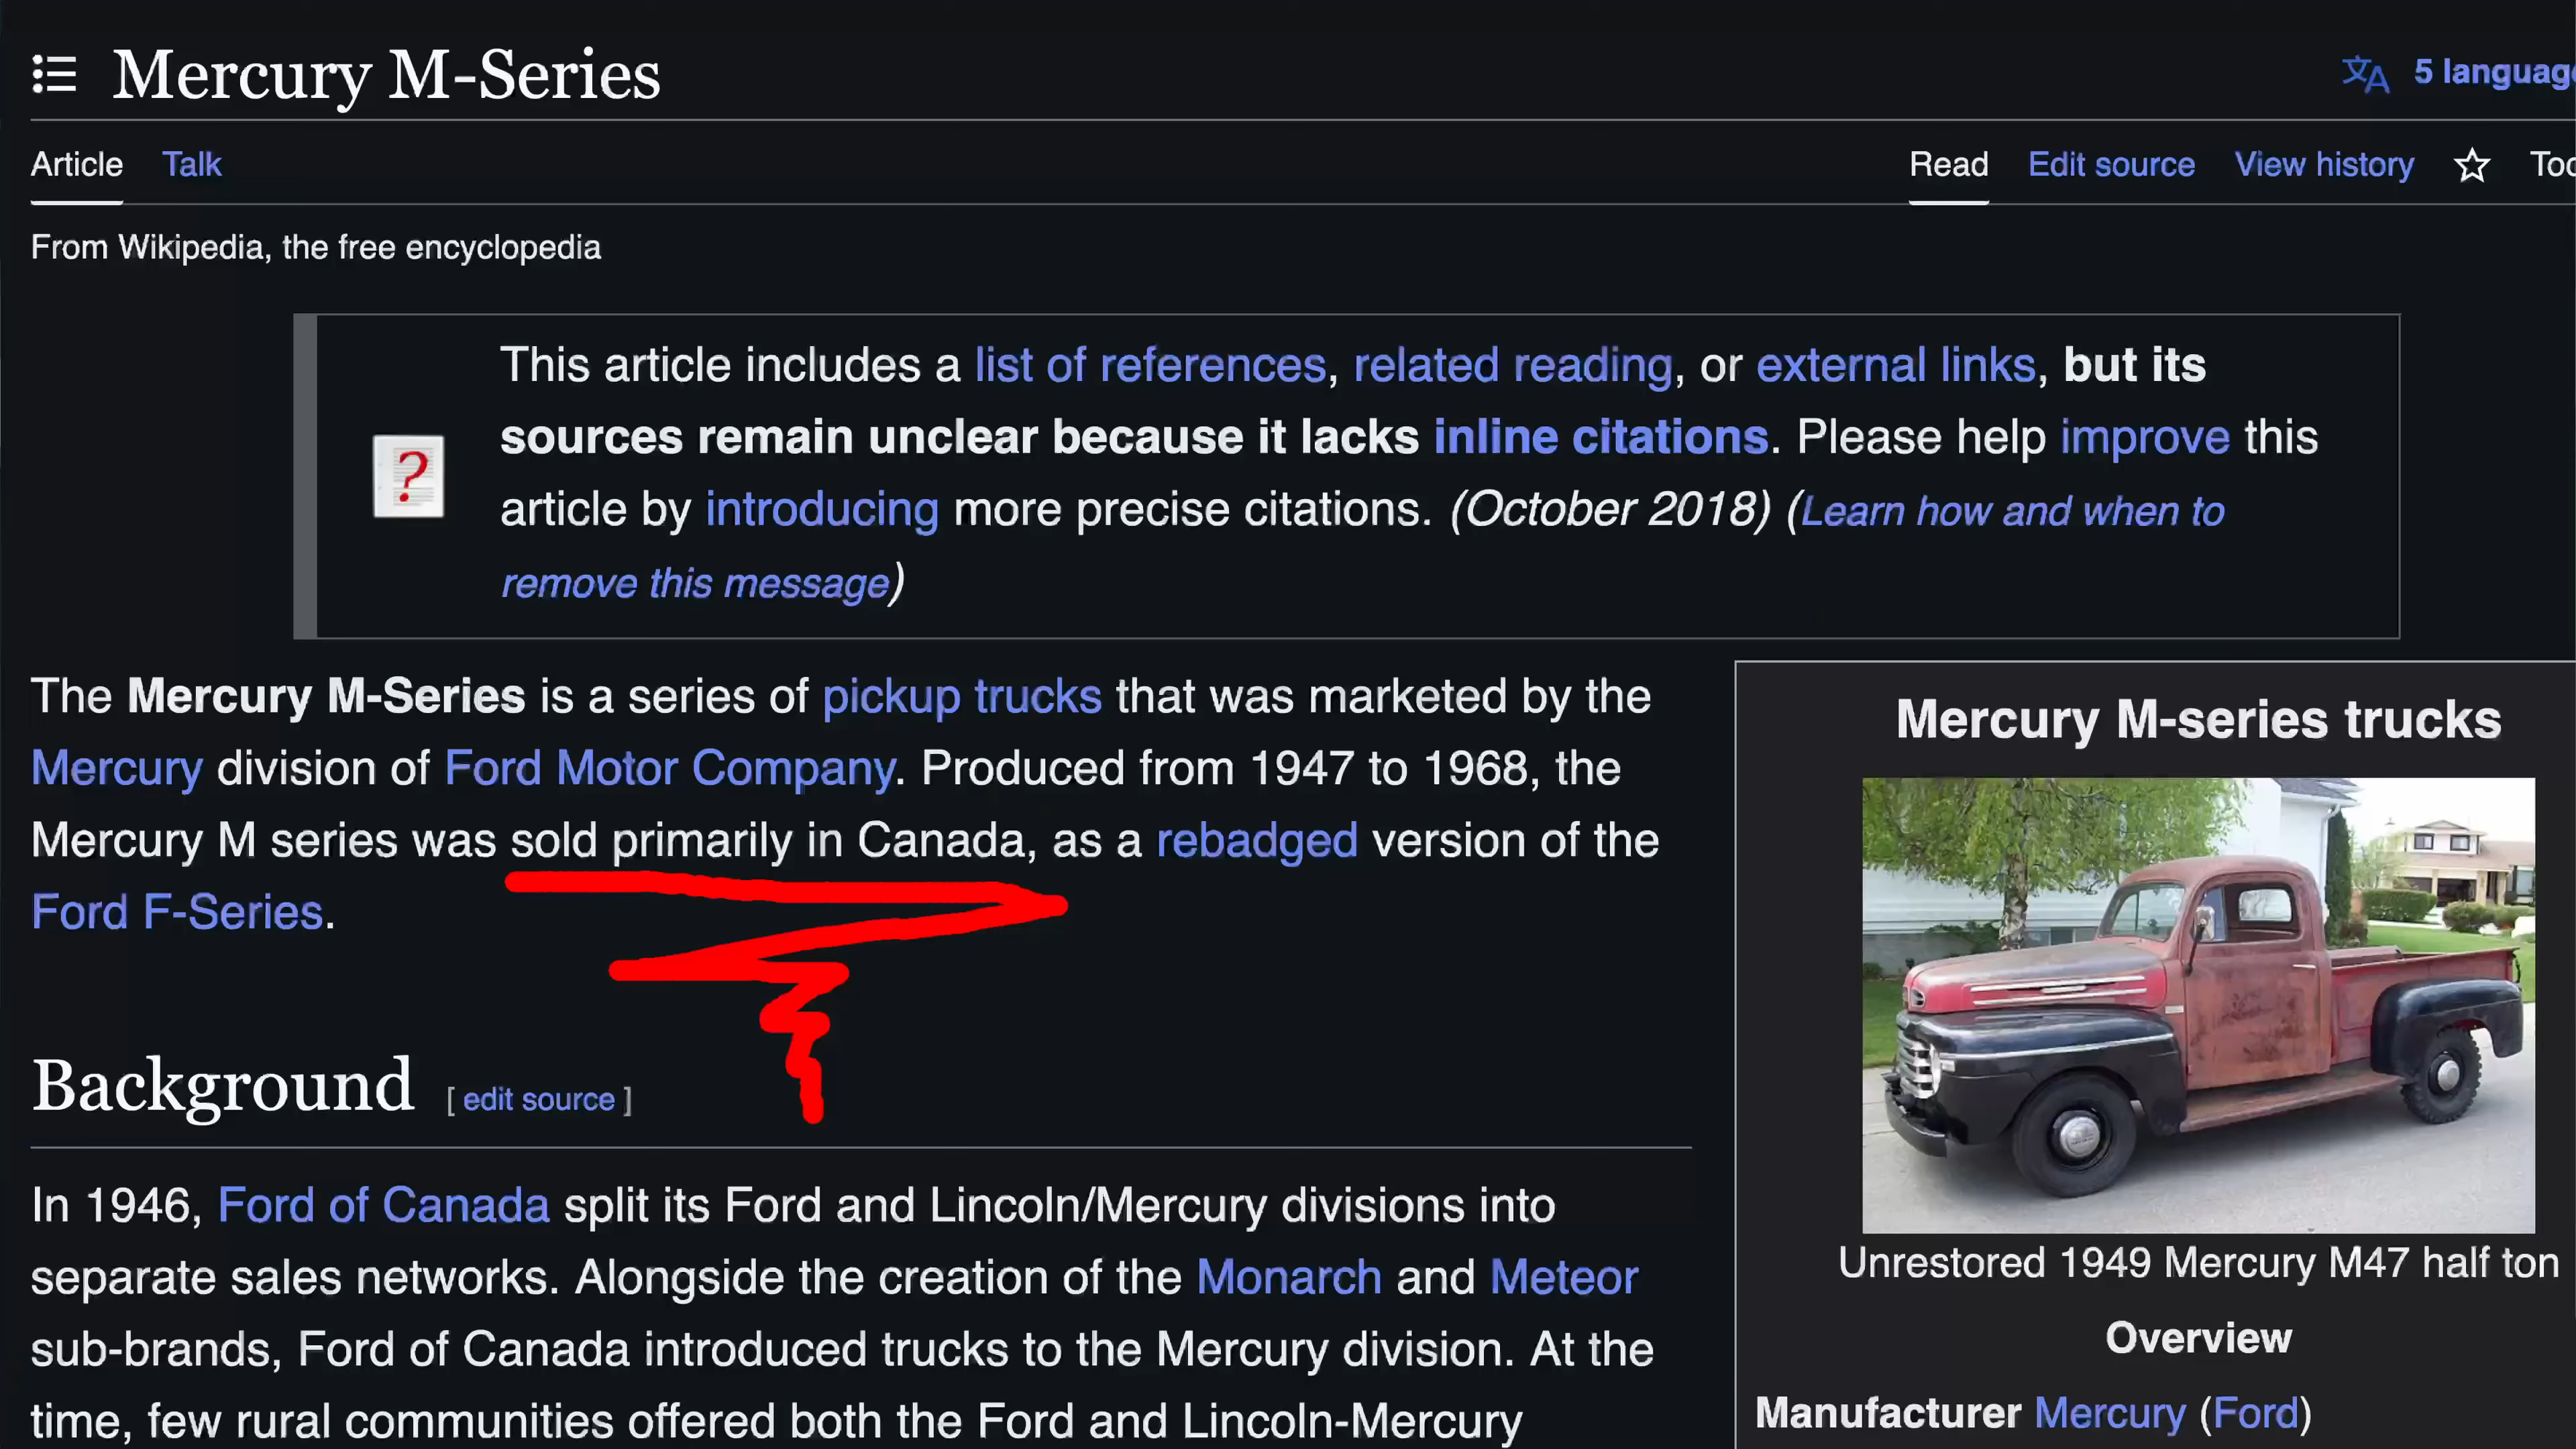 Mercury M-Series
5 languag
Article Talk
Read Edit source View history
From Wikipedia, the free encyclopedia
This article includes a list of references, related reading, or external links, but its
sources remain unclear because it lacks inline citations. Please help improve this
article by introducing more precise citations. (October 2018) (Learn how and when to
remove this message)
The Mercury M-Series is a series of pickup trucks that was marketed by the
Mercury division of Ford Motor Company. Produced from 1947 to 1968, the
Mercury M series was sold primarily in Canada, as a rebadged version of the
Ford F-Series.
Background [ edit source ]
In 1946, Ford of Canada split its Ford and Lincoln/Mercury divisions into
separate sales networks. Alongside the creation of the Monarch and Meteor
sub-brands, Ford of Canada introduced trucks to the Mercury division. At the
time, few rural communities offered both the Ford and Lincoln-Mercury
Mercury M-series trucks
Unrestored 1949 Mercury M47 half ton
Overview
Manufacturer Mercury (Ford)